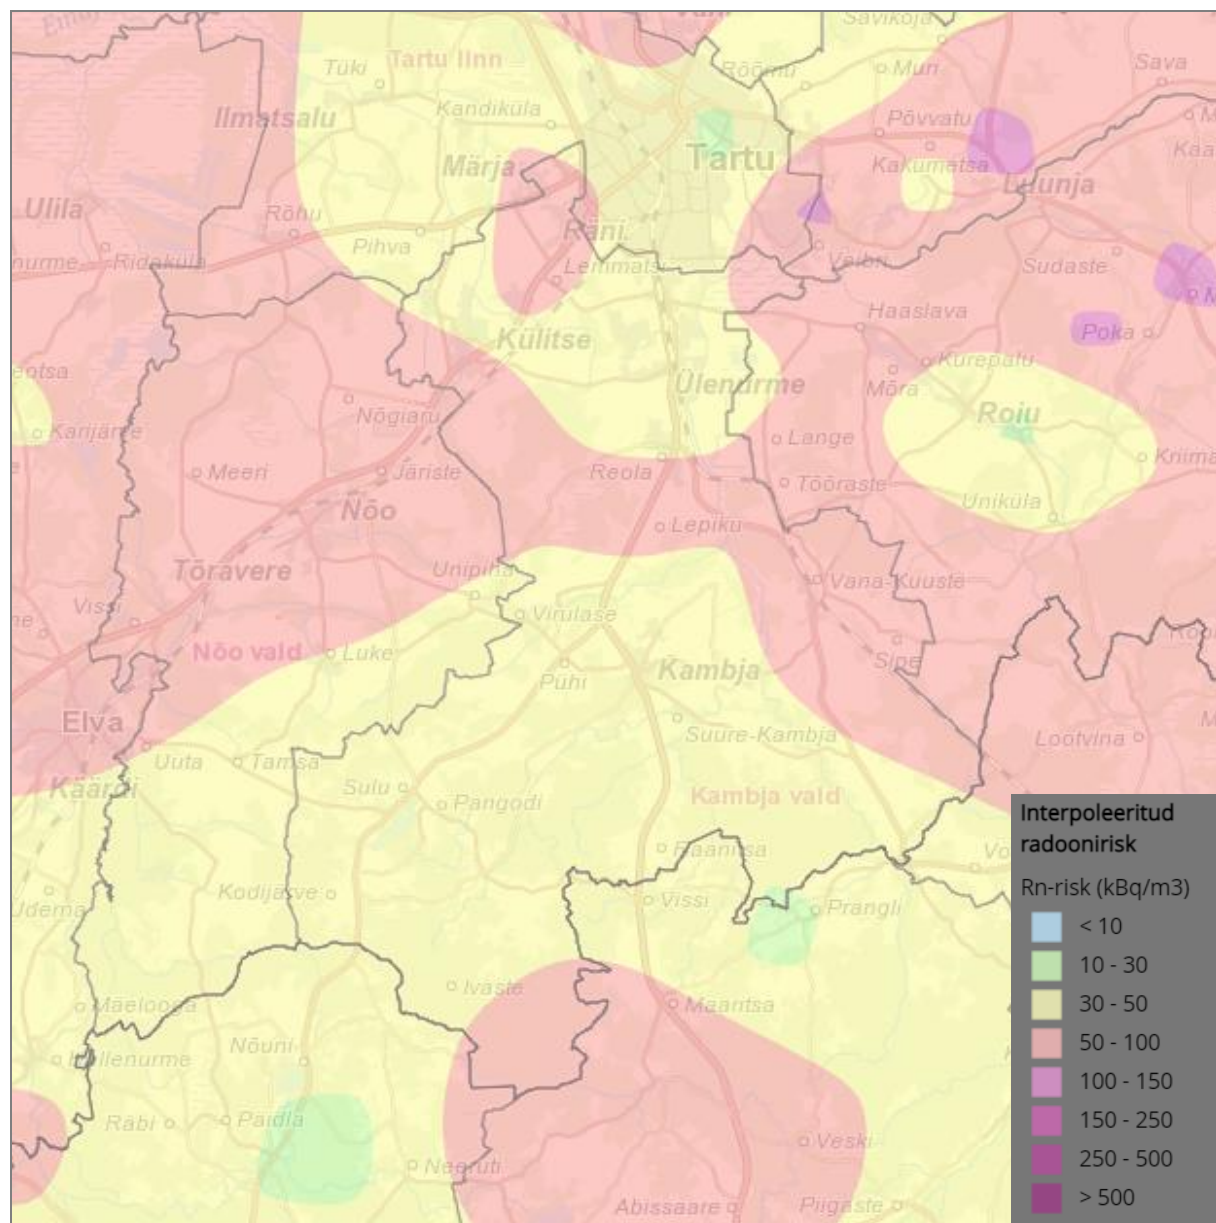 Savikoja
Tartu linn
Tüki
Rõõmu
Muri
Sava
Ilmatsalu
Kandiküla
Põvvatu
Märja
Tartu
Kakumetsa
Luunja
Ulila
Rõhu
Pihva
Räni
Ridaküla
Lemmatsi
Veibri
Sudaste
Haaslava
Külitse
Poka
Kurepalu
Ülenurme
Mõra
Roiu
Nõgiaru
Karijärve
Lange
Meeri
Järiste
Reola
Tõõraste
Uniküla
Nõo
Lepiku
Tõravere
Unipiha
Vana-Kuuste
Vissi
Virulase
Nõo vald
Luke
Kambja
Sipe
Pühi
Elva
Suure-Kambja
Lootvina
Uuta
Tamsa
Käärdi
Sulu
Pangodi
Kambja vald
Raanitsa
Kodijärve
Vissi
Prangli
Ivaste
Mäelooga
Maaritsa
Nõuni
Hellenurme
Räbi
Paidla
Veski
Neeruti
Abissaare
Piigaste
Interpoleeritud
radoonirisk
Rn-risk (kBq/m3)
< 10
10 - 30
30 - 50
50 - 100
100 - 150
150 - 250
250 - 500
> 500